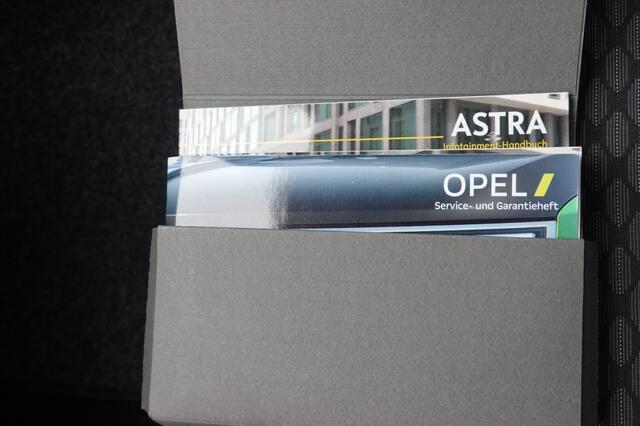 ASTRA
Infotainment-Handbuch
OPEL
Service- und Garantieheft